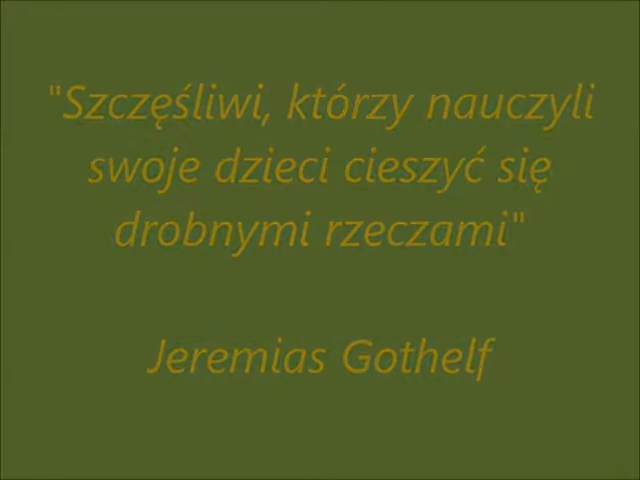 "Szczęśliwi, którzy nauczyli
swoje dzieci cieszyć się
drobnymi rzeczami"
Jeremias Gothelf